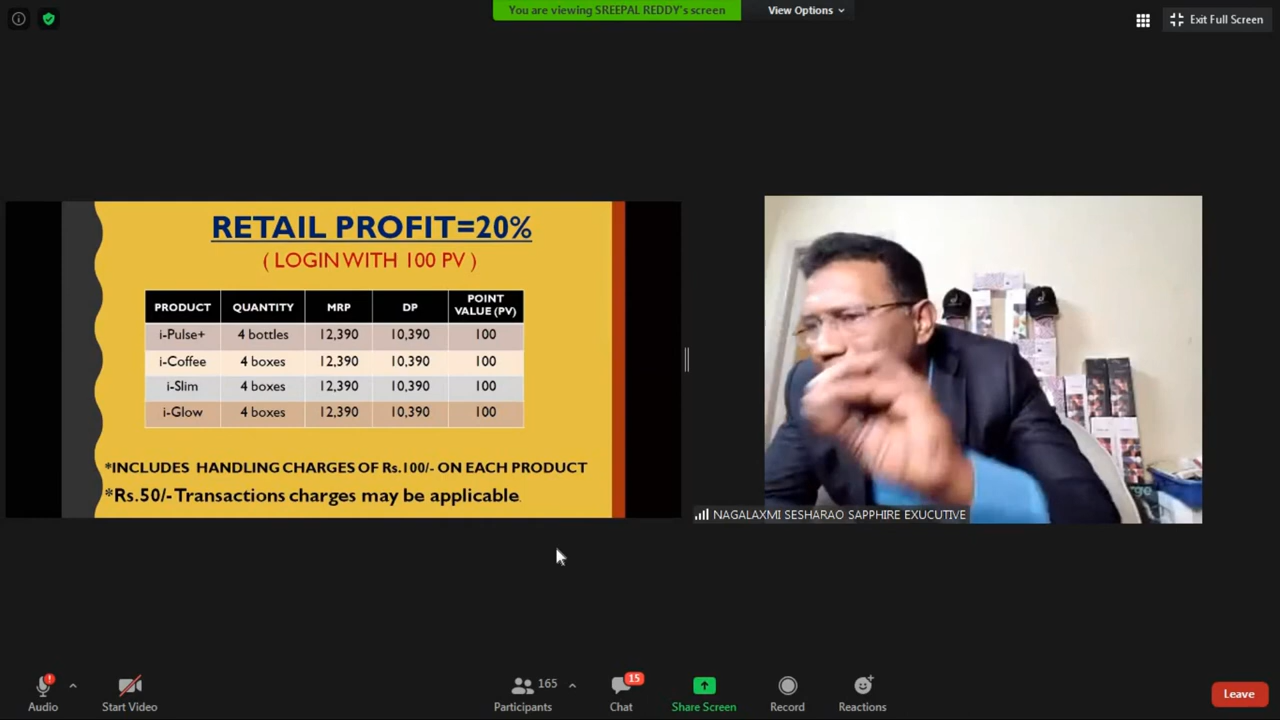 You are viewing SREEPAL REDDY's screen
View Options
Exit Full Screen
RETAIL PROFIT=20%
( LOGIN WITH 100 PV )
PRODUCT QUANTITY MRP DP POINT VALUE (PV)
i-Pulse+ 4 bottles 12,390 10,390 100
i-Coffee 4 boxes 12,390 10,390 100
i-Slim 4 boxes 12,390 10,390 100
i-Glow 4 boxes 12,390 10,390 100
*INCLUDES HANDLING CHARGES OF Rs.100/- ON EACH PRODUCT
*Rs.50/- Transactions charges may be applicable.
NAGALAXMI SESHARAO SAPPHIRE EXUCUTIVE
165
15
Audio
Start Video
Participants
Chat
Share Screen
Record
Reactions
Leave